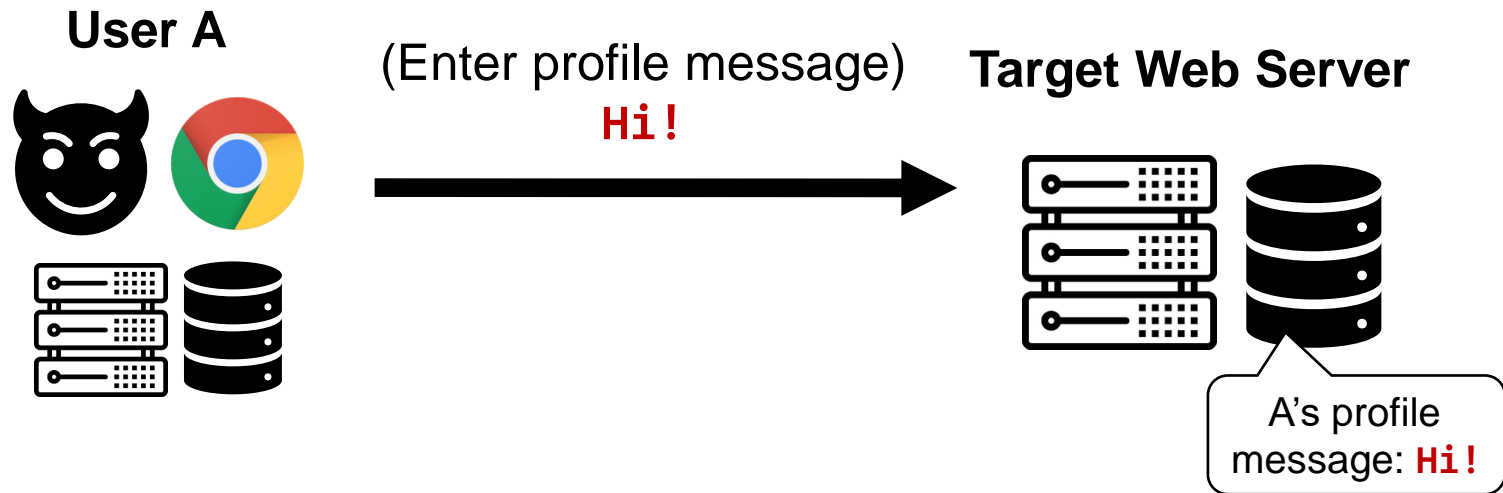 User A
(Enter profile message)
Hi!
Target Web Server
A’s profile
message: Hi!